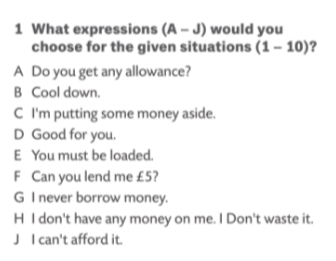 1 What expressions (A – J) would you
choose for the given situations (1 – 10)?
A Do you get any allowance?
B Cool down.
C I'm putting some money aside.
D Good for you.
E You must be loaded.
F Can you lend me £5?
G I never borrow money.
H I don't have any money on me. I Don't waste it.
J I can't afford it.